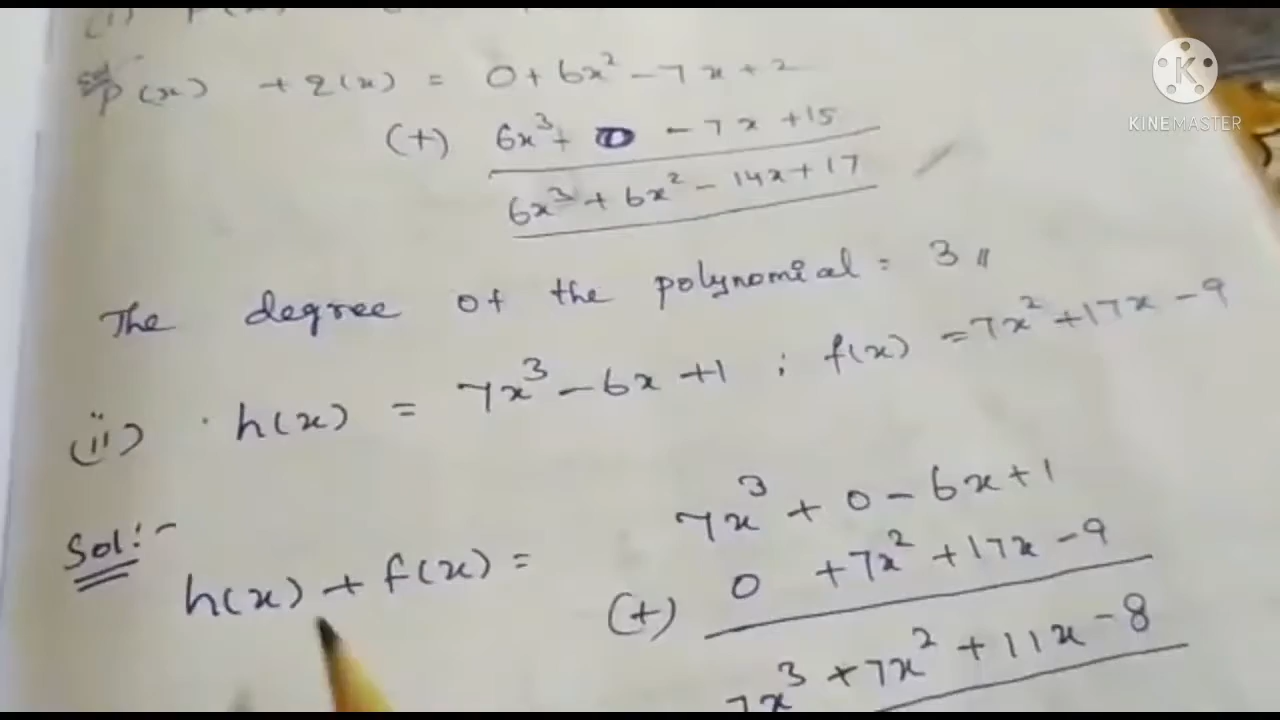 (i) p(x)
Sol:- p(x) + q(x) = 0 + 6x² - 7x + 2
(+) 6x³ + 0 - 7x + 15
6x³ + 6x² - 14x + 17
The degree of the polynomial = 3 //
(ii) h(x) = 7x³ - 6x + 1 ; f(x) = 7x² + 17x - 9
Sol:-
h(x) + f(x) = 7x³ + 0 - 6x + 1
(+) 0 + 7x² + 17x - 9
7x³ + 7x² + 11x - 8
KINEMASTER